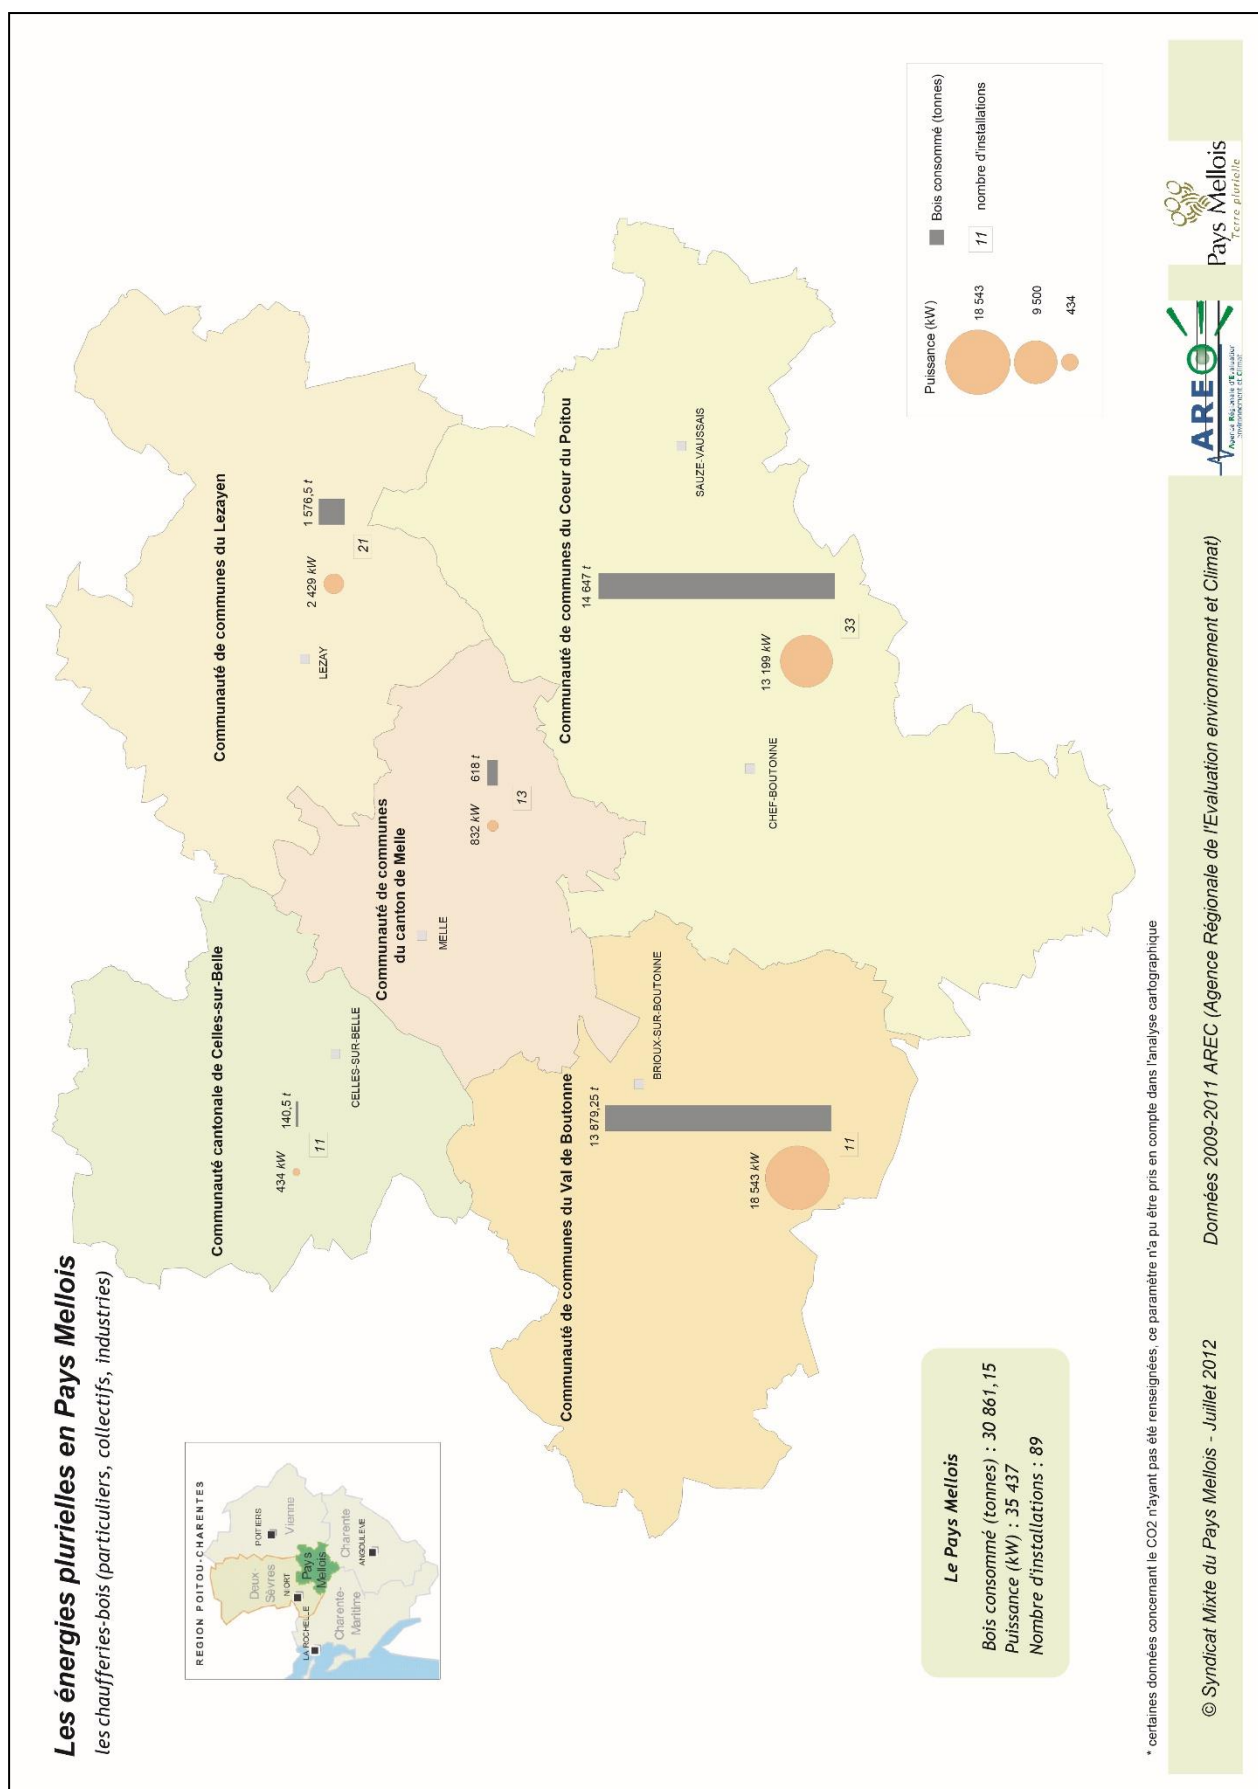 Les énergies plurielles en Pays Mellois
les chaufferies-bois (particuliers, collectifs, industries)
REGION POITOU-CHARENTES
Deux-
Sèvres
POITIERS
Vienne
NIORT
LA ROCHELLE
Pays
Mellois
Charente-
Maritime
Charente
ANGOULEME
Communauté cantonale de Celles-sur-Belle
434 kW
140,5 t
11
CELLES-SUR-BELLE
Communauté de communes du Lezayen
LEZAY
2 429 kW
1 576,5 t
21
Communauté de communes
du canton de Melle
MELLE
832 kW
618 t
13
Communauté de communes du Val de Boutonne
13 879,25 t
BRIOUX-SUR-BOUTONNE
18 543 kW
11
Communauté de communes du Coeur du Poitou
14 647 t
SAUZE-VAUSSAIS
CHEF-BOUTONNE
13 199 kW
33
Le Pays Mellois
Bois consommé (tonnes) : 30 861,15
Puissance (kW) : 35 437
Nombre d'installations : 89
Puissance (kW)
18 543
9 500
434
Bois consommé (tonnes)
11
nombre d'installations
* certaines données concernant le CO2 n'ayant pas été renseignées, ce paramètre n'a pu être pris en compte dans l'analyse cartographique
© Syndicat Mixte du Pays Mellois - Juillet 2012
Données 2009-2011 AREC (Agence Régionale de l'Evaluation environnement et Climat)
AREC
Agence Régionale d'Evaluation
environnement et Climat
Pays Mellois
Terre plurielle